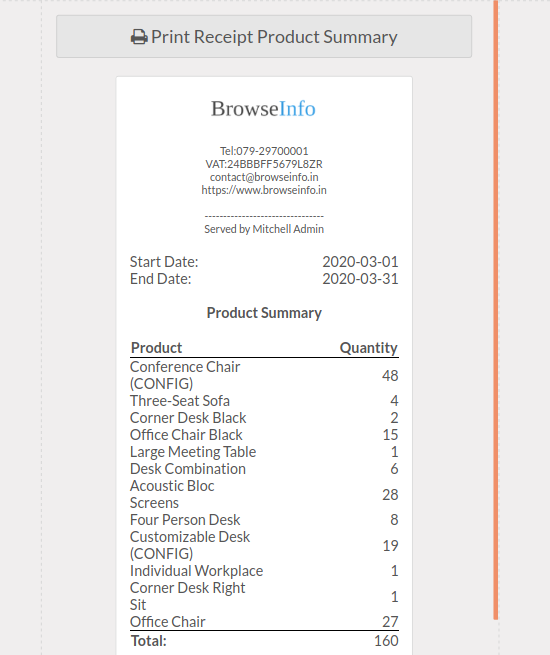 Print Receipt Product Summary
BrowseInfo
Tel:079-29700001
VAT:24BBBFF5679L8ZR
contact@browseinfo.in
https://www.browseinfo.in
--------------------------------
Served by Mitchell Admin
Start Date: 2020-03-01
End Date: 2020-03-31
Product Summary
Product Quantity
Conference Chair
(CONFIG) 48
Three-Seat Sofa 4
Corner Desk Black 2
Office Chair Black 15
Large Meeting Table 1
Desk Combination 6
Acoustic Bloc
Screens 28
Four Person Desk 8
Customizable Desk
(CONFIG) 19
Individual Workplace 1
Corner Desk Right
Sit 1
Office Chair 27
Total: 160